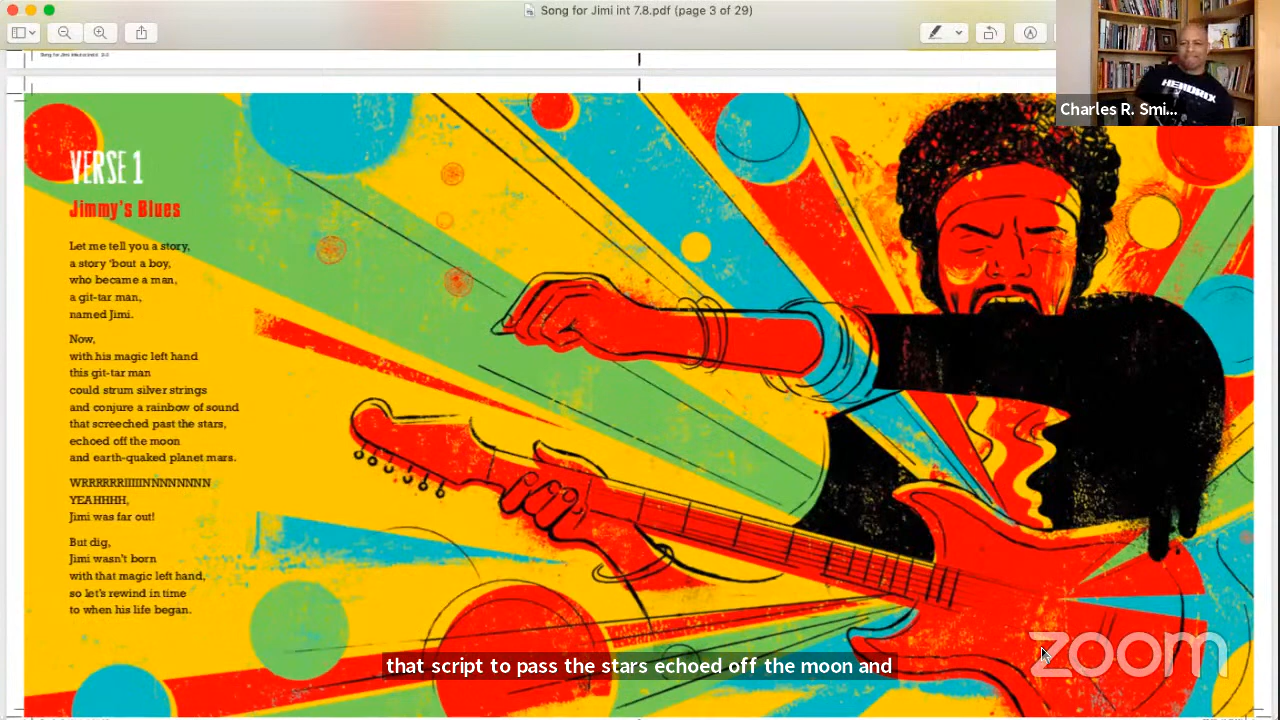 Song for Jimi int 7.8.pdf (page 3 of 29)
HENDRIX
Charles R. Smi...
VERSE 1
Jimmy's Blues
Let me tell you a story,
a story 'bout a boy,
who became a man,
a git-tar man,
named Jimi.
Now,
with his magic left hand
this git-tar man
could strum silver strings
and conjure a rainbow of sound
that screeched past the stars,
echoed off the moon
and earth-quaked planet mars.
WRRRRRRIIIIINNNNNNNN
YEAHHHH,
Jimi was far out!
But dig,
Jimi wasn't born
with that magic left hand,
so let's rewind in time
to when his life began.
that script to pass the stars echoed off the moon and
zoom